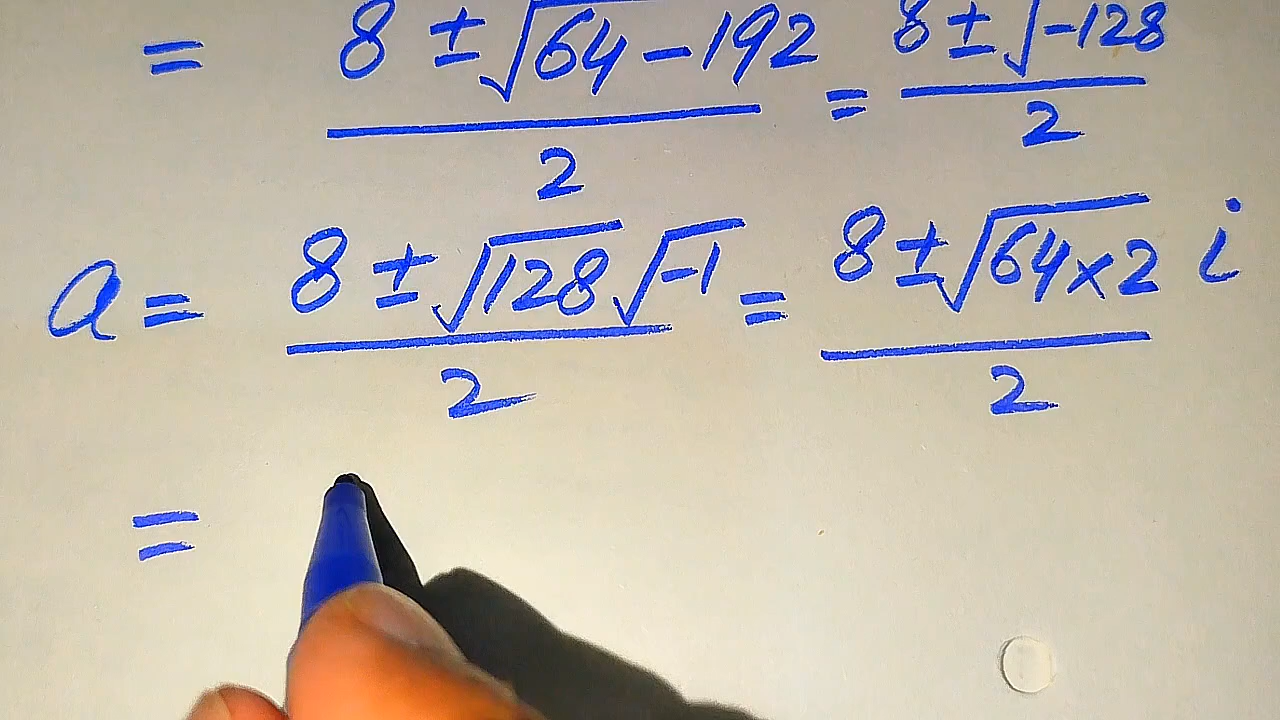 = 8 ± √64 - 192 / 2 = 8 ± √-128 / 2
a = 8 ± √128 √-1 / 2 = 8 ± √64 × 2 i / 2
=